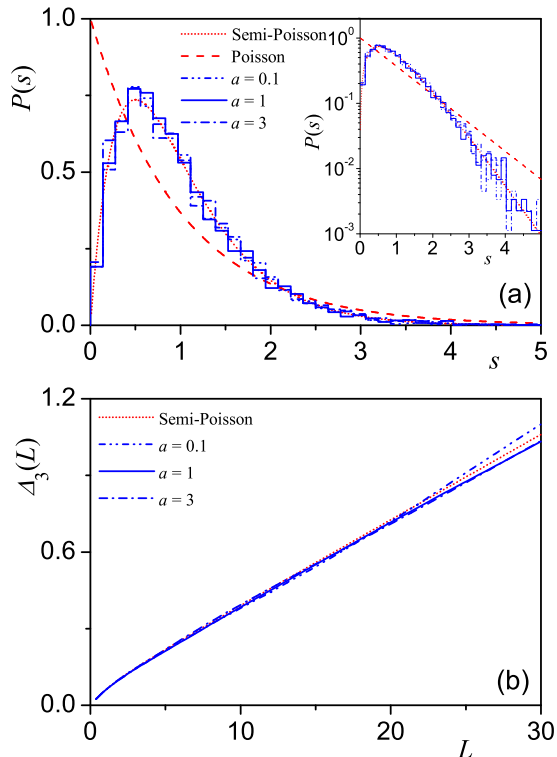 1.0
0.5
0.0
P(s)
Semi-Poisson
Poisson
a = 0.1
a = 1
a = 3
10^0
10^-1
10^-2
10^-3
P(s)
0 1 2 3 4
s
(a)
0 1 2 3 4 5
s
1.2
0.6
0.0
Δ_3(L)
Semi-Poisson
a = 0.1
a = 1
a = 3
(b)
0 10 20 30
L